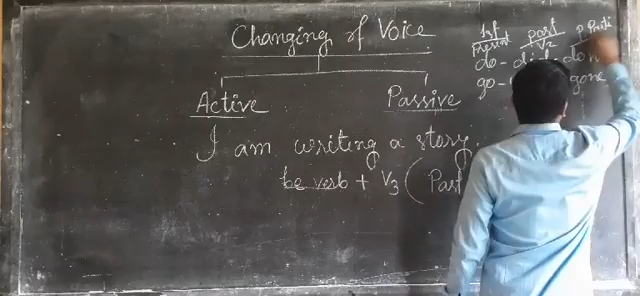 Changing of Voice
Active Passive
I am writing a story
be verb + V3 (Part
1st past
present V2
do - did - don
go - gone